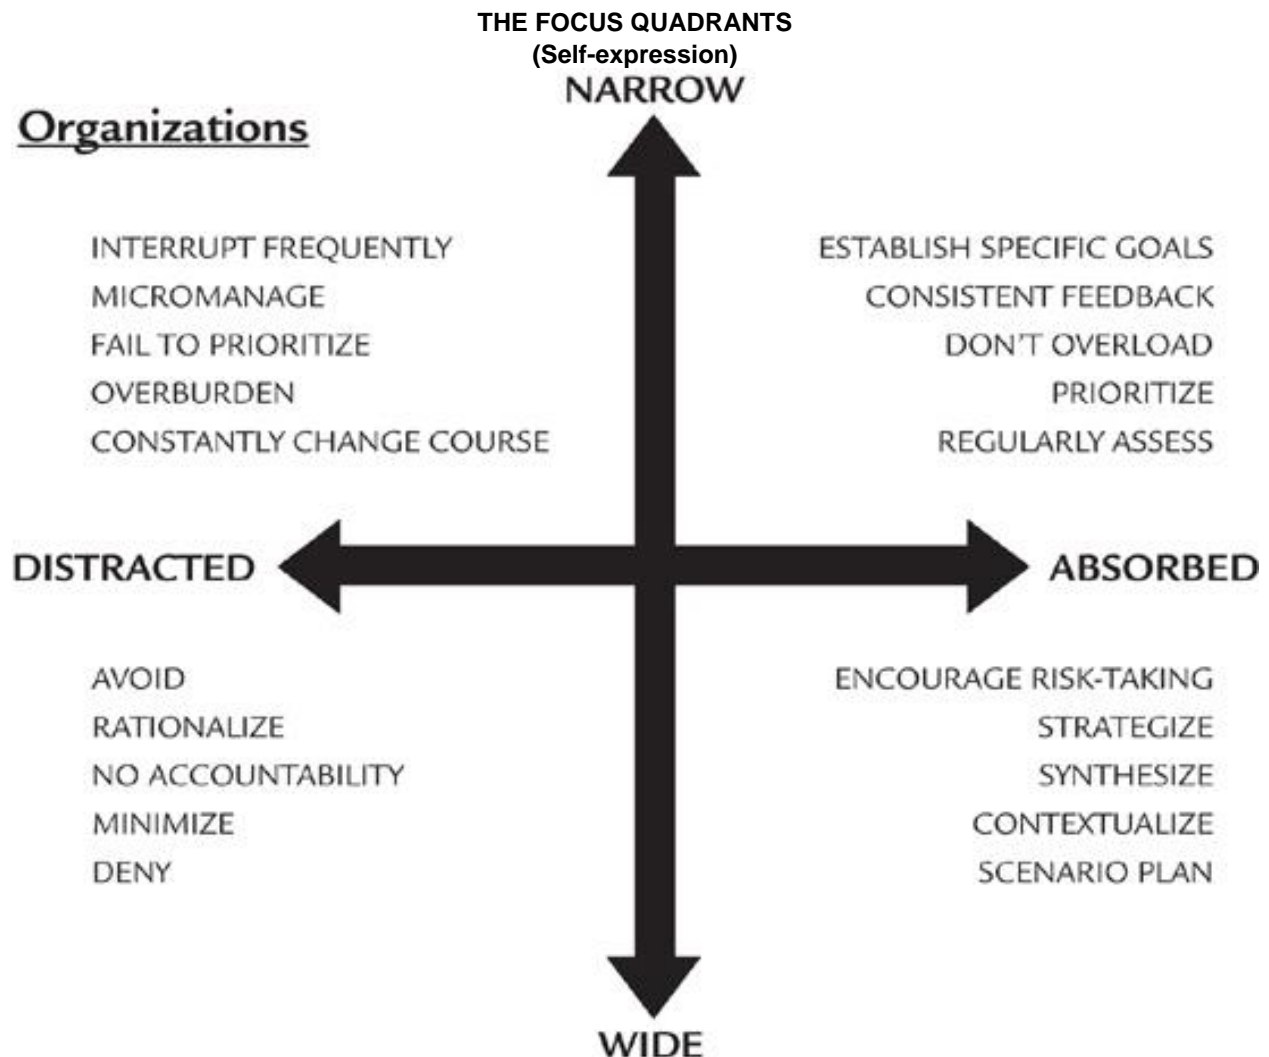 THE FOCUS QUADRANTS
(Self-expression)
NARROW
Organizations
INTERRUPT FREQUENTLY
MICROMANAGE
FAIL TO PRIORITIZE
OVERBURDEN
CONSTANTLY CHANGE COURSE
ESTABLISH SPECIFIC GOALS
CONSISTENT FEEDBACK
DON'T OVERLOAD
PRIORITIZE
REGULARLY ASSESS
DISTRACTED
ABSORBED
AVOID
RATIONALIZE
NO ACCOUNTABILITY
MINIMIZE
DENY
ENCOURAGE RISK-TAKING
STRATEGIZE
SYNTHESIZE
CONTEXTUALIZE
SCENARIO PLAN
WIDE